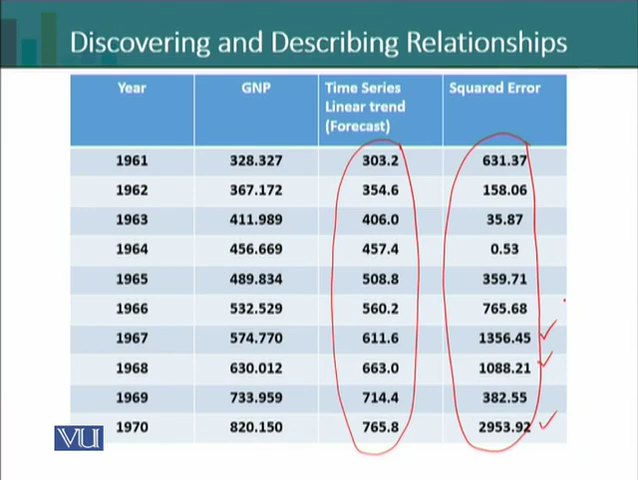 Discovering and Describing Relationships
Year GNP Time Series Linear trend (Forecast) Squared Error
1961 328.327 303.2 631.37
1962 367.172 354.6 158.06
1963 411.989 406.0 35.87
1964 456.669 457.4 0.53
1965 489.834 508.8 359.71
1966 532.529 560.2 765.68
1967 574.770 611.6 1356.45
1968 630.012 663.0 1088.21
1969 733.959 714.4 382.55
1970 820.150 765.8 2953.92
VU